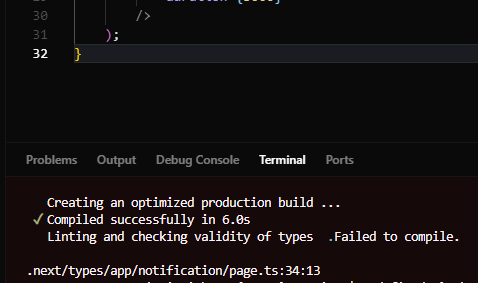 30 />
31 );
32 }
Problems Output Debug Console Terminal Ports
Creating an optimized production build ...
✓ Compiled successfully in 6.0s
Linting and checking validity of types .Failed to compile.
.next/types/app/notification/page.ts:34:13